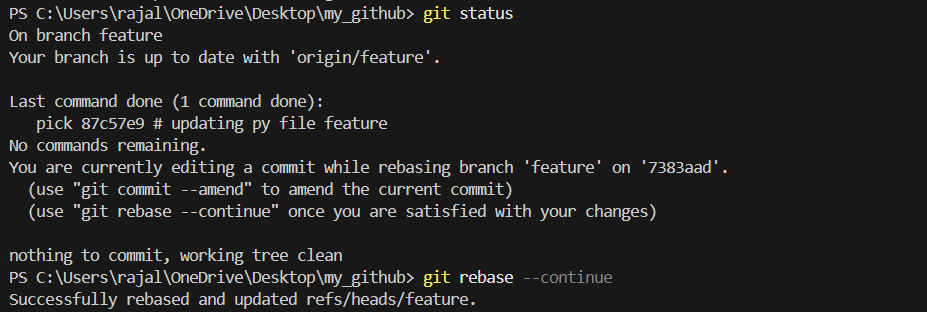 PS C:\Users\rajal\OneDrive\Desktop\my_github> git status
On branch feature
Your branch is up to date with 'origin/feature'.

Last command done (1 command done):
   pick 87c57e9 # updating py file feature
No commands remaining.
You are currently editing a commit while rebasing branch 'feature' on '7383aad'.
  (use "git commit --amend" to amend the current commit)
  (use "git rebase --continue" once you are satisfied with your changes)

nothing to commit, working tree clean
PS C:\Users\rajal\OneDrive\Desktop\my_github> git rebase --continue
Successfully rebased and updated refs/heads/feature.